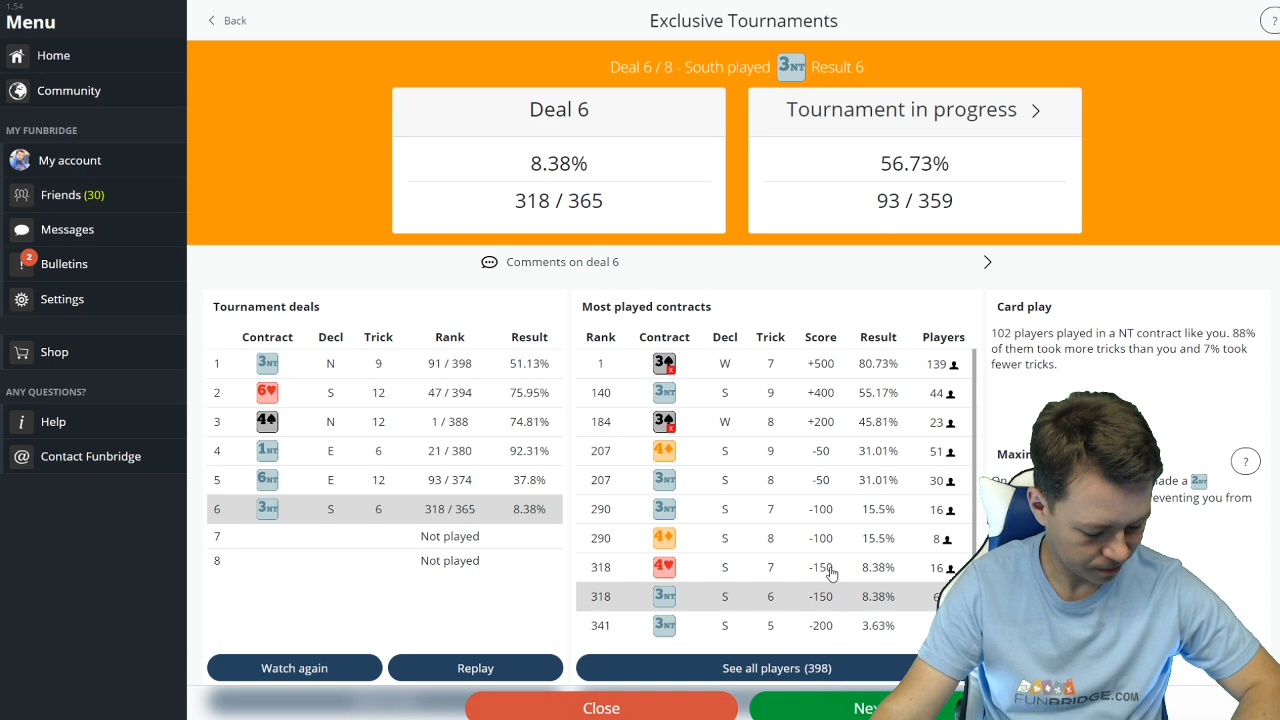 1.54
Menu
Home
Community
MY FUNBRIDGE
My account
Friends (30)
Messages
2
Bulletins
Settings
Shop
ANY QUESTIONS?
Help
Contact Funbridge
Back
Exclusive Tournaments
?
Deal 6 / 8 - South played 3NT Result 6
Deal 6
8.38%
318 / 365
Tournament in progress
56.73%
93 / 359
Comments on deal 6
Tournament deals
Contract Decl Trick Rank Result
1 3NT N 9 91 / 398 51.13%
2 6♥ S 12 47 / 394 75.95%
3 4♠ N 12 1 / 388 74.81%
4 1NT E 6 21 / 380 92.31%
5 6NT E 12 93 / 374 37.8%
6 3NT S 6 318 / 365 8.38%
7 Not played
8 Not played
Watch again
Replay
Most played contracts
Rank Contract Decl Trick Score Result Players
1 3♠x W 7 +500 80.73% 139
140 3NT S 9 +400 55.17% 44
184 3♠x W 8 +200 45.81% 23
207 4♦ S 9 -50 31.01% 51
207 3NT S 8 -50 31.01% 30
290 3NT S 7 -100 15.5% 16
290 4♦ S 8 -100 15.5% 8
318 4♥ S 7 -150 8.38% 16
318 3NT S 6 -150 8.38%
341 3NT S 5 -200 3.63%
See all players (398)
Card play
102 players played in a NT contract like you. 88%
of them took more tricks than you and 7% took
fewer tricks.
?
made a 2NT
preventing you from
Close
FUNBRIDGE.COM